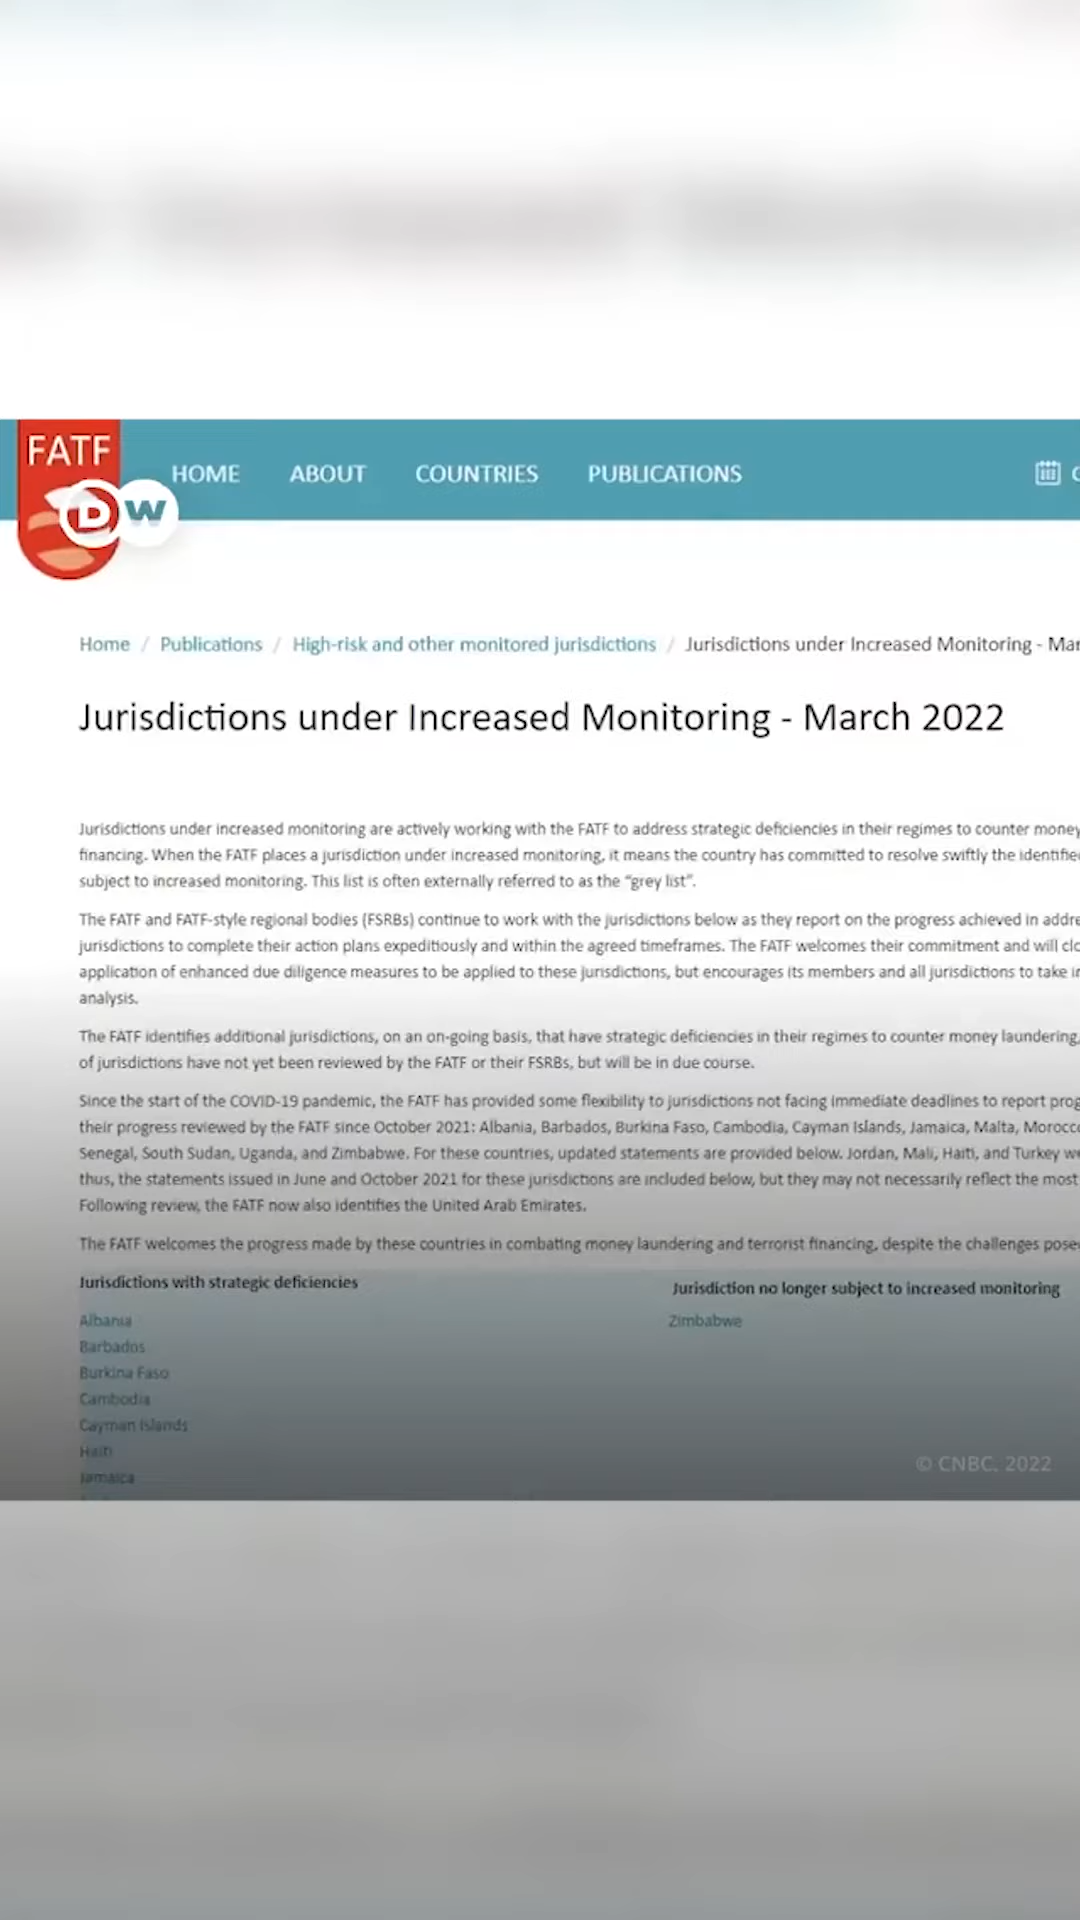 FATF
DW
HOME ABOUT COUNTRIES PUBLICATIONS
Home / Publications / High-risk and other monitored jurisdictions / Jurisdictions under Increased Monitoring - Mar
Jurisdictions under Increased Monitoring - March 2022
Jurisdictions under increased monitoring are actively working with the FATF to address strategic deficiencies in their regimes to counter money
financing. When the FATF places a jurisdiction under increased monitoring, it means the country has committed to resolve swiftly the identifie
subject to increased monitoring. This list is often externally referred to as the “grey list”.
The FATF and FATF-style regional bodies (FSRBs) continue to work with the jurisdictions below as they report on the progress achieved in addre
jurisdictions to complete their action plans expeditiously and within the agreed timeframes. The FATF welcomes their commitment and will clo
application of enhanced due diligence measures to be applied to these jurisdictions, but encourages its members and all jurisdictions to take in
analysis.
The FATF identifies additional jurisdictions, on an on-going basis, that have strategic deficiencies in their regimes to counter money laundering,
of jurisdictions have not yet been reviewed by the FATF or their FSRBs, but will be in due course.
Since the start of the COVID-19 pandemic, the FATF has provided some flexibility to jurisdictions not facing immediate deadlines to report prog
their progress reviewed by the FATF since October 2021: Albania, Barbados, Burkina Faso, Cambodia, Cayman Islands, Jamaica, Malta, Morocc
Senegal, South Sudan, Uganda, and Zimbabwe. For these countries, updated statements are provided below. Jordan, Mali, Haiti, and Turkey we
thus, the statements issued in June and October 2021 for these jurisdictions are included below, but they may not necessarily reflect the most
Following review, the FATF now also identifies the United Arab Emirates.
The FATF welcomes the progress made by these countries in combating money laundering and terrorist financing, despite the challenges pose
Jurisdictions with strategic deficiencies
Albania
Barbados
Burkina Faso
Cambodia
Cayman Islands
Haiti
Jamaica
Jurisdiction no longer subject to increased monitoring
Zimbabwe
© CNBC, 2022